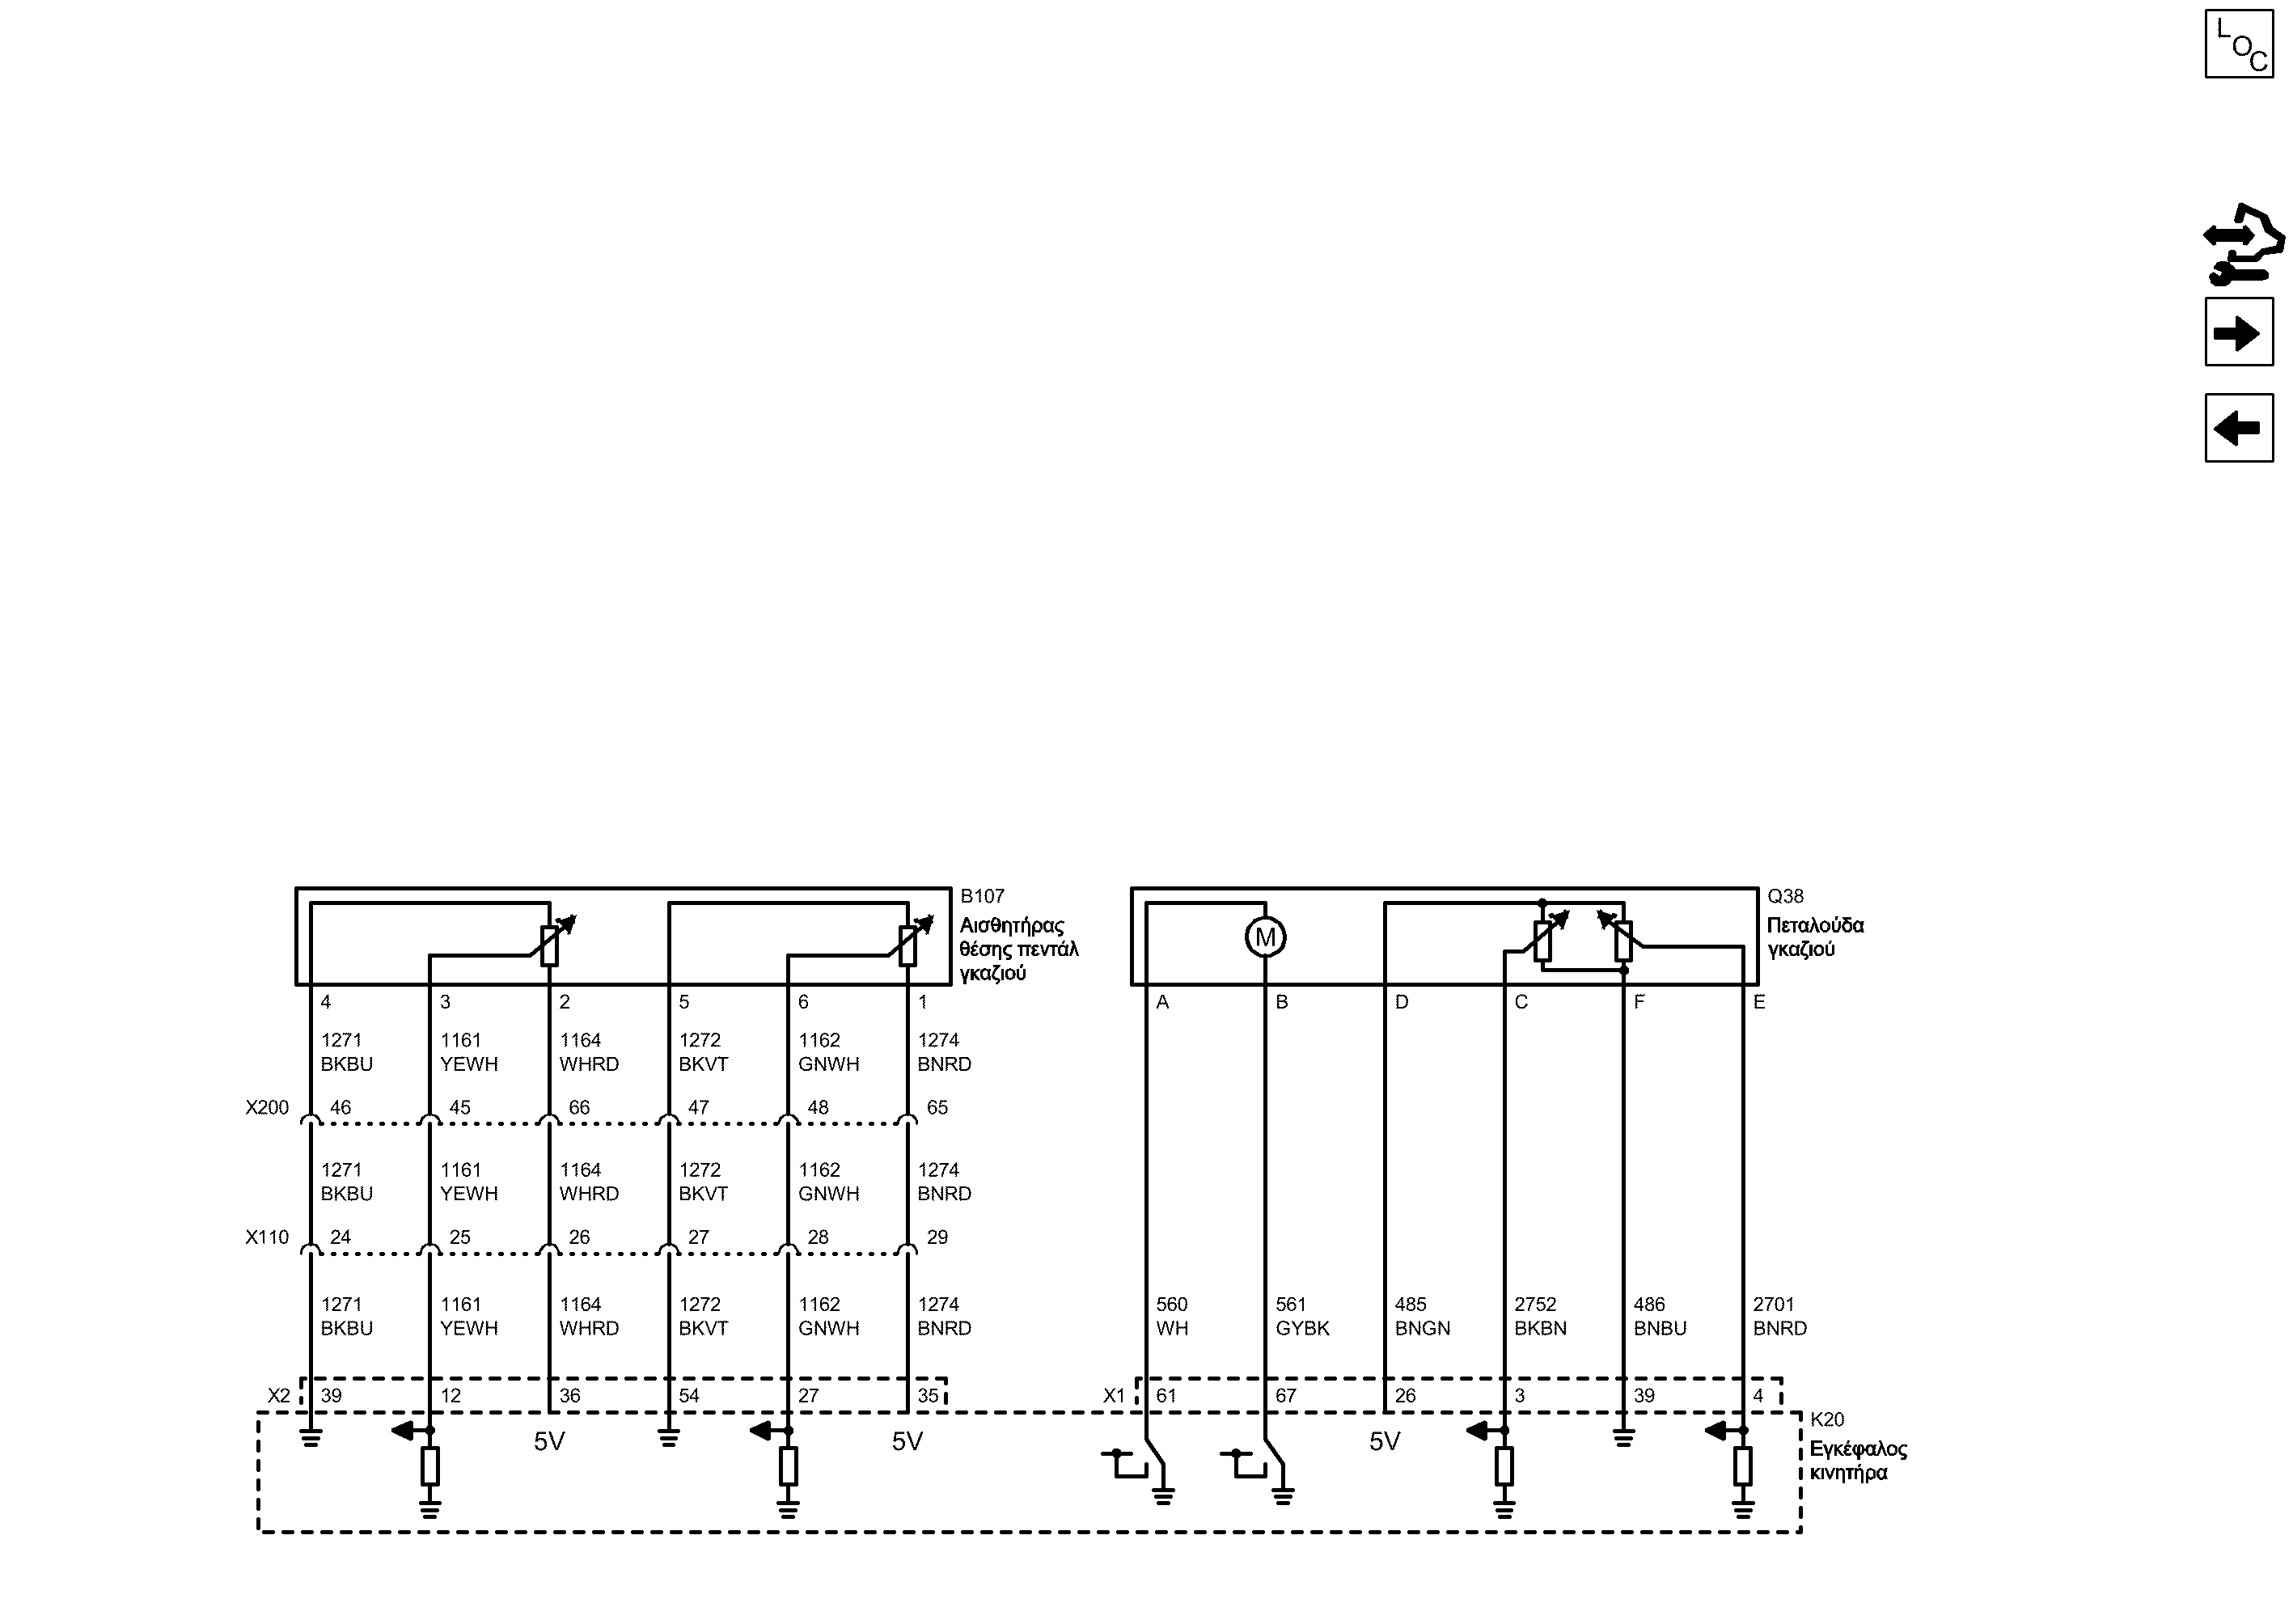 LOC
B107
Αισθητήρας
θέσης πεντάλ
γκαζιού
M
Q38
Πεταλούδα
γκαζιού
4 3 2 5 6 1 A B D C F E
1271 1161 1164 1272 1162 1274
BKBU YEWH WHRD BKVT GNWH BNRD
X200 46 45 66 47 48 65
1271 1161 1164 1272 1162 1274
BKBU YEWH WHRD BKVT GNWH BNRD
X110 24 25 26 27 28 29
1271 1161 1164 1272 1162 1274 560 561 485 2752 486 2701
BKBU YEWH WHRD BKVT GNWH BNRD WH GYBK BNGN BKBN BNBU BNRD
X2 39 12 36 54 27 35 X1 61 67 26 3 39 4
5V 5V 5V
K20
Εγκέφαλος
κινητήρα